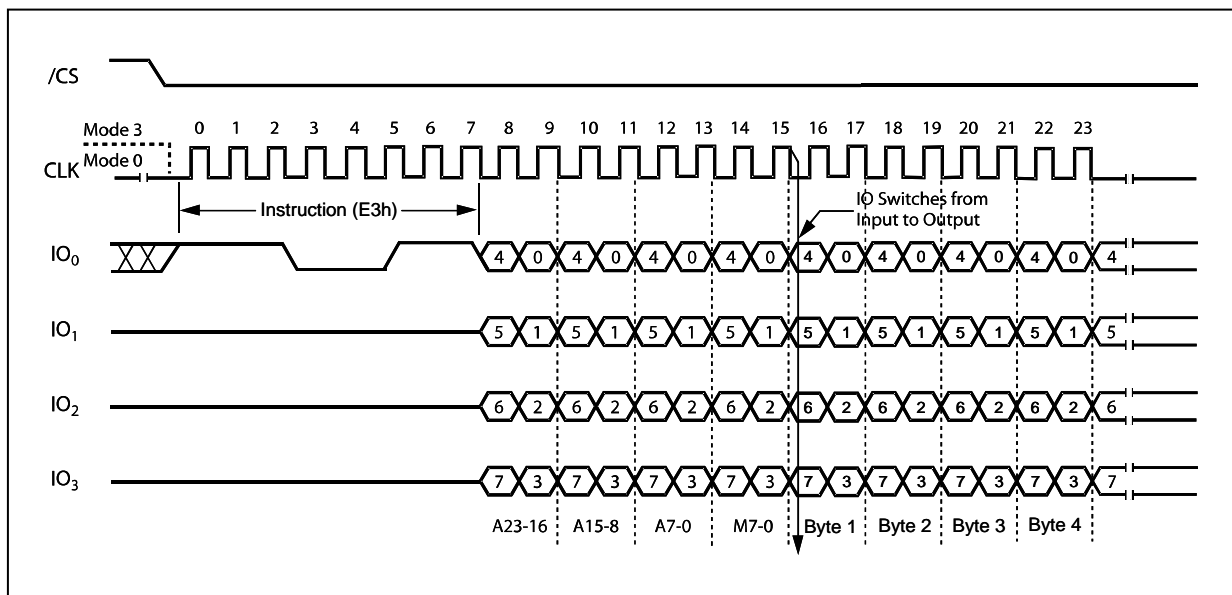 /CS
Mode 3
0 1 2 3 4 5 6 7 8 9 10 11 12 13 14 15 16 17 18 19 20 21 22 23
Mode 0
CLK
Instruction (E3h)
IO Switches from
Input to Output
IO0 4 0 4 0 4 0 4 0 4 0 4 0 4 0 4 0 4
IO1 5 1 5 1 5 1 5 1 5 1 5 1 5 1 5 1 5
IO2 6 2 6 2 6 2 6 2 6 2 6 2 6 2 6 2 6
IO3 7 3 7 3 7 3 7 3 7 3 7 3 7 3 7 3 7
A23-16 A15-8 A7-0 M7-0 Byte 1 Byte 2 Byte 3 Byte 4